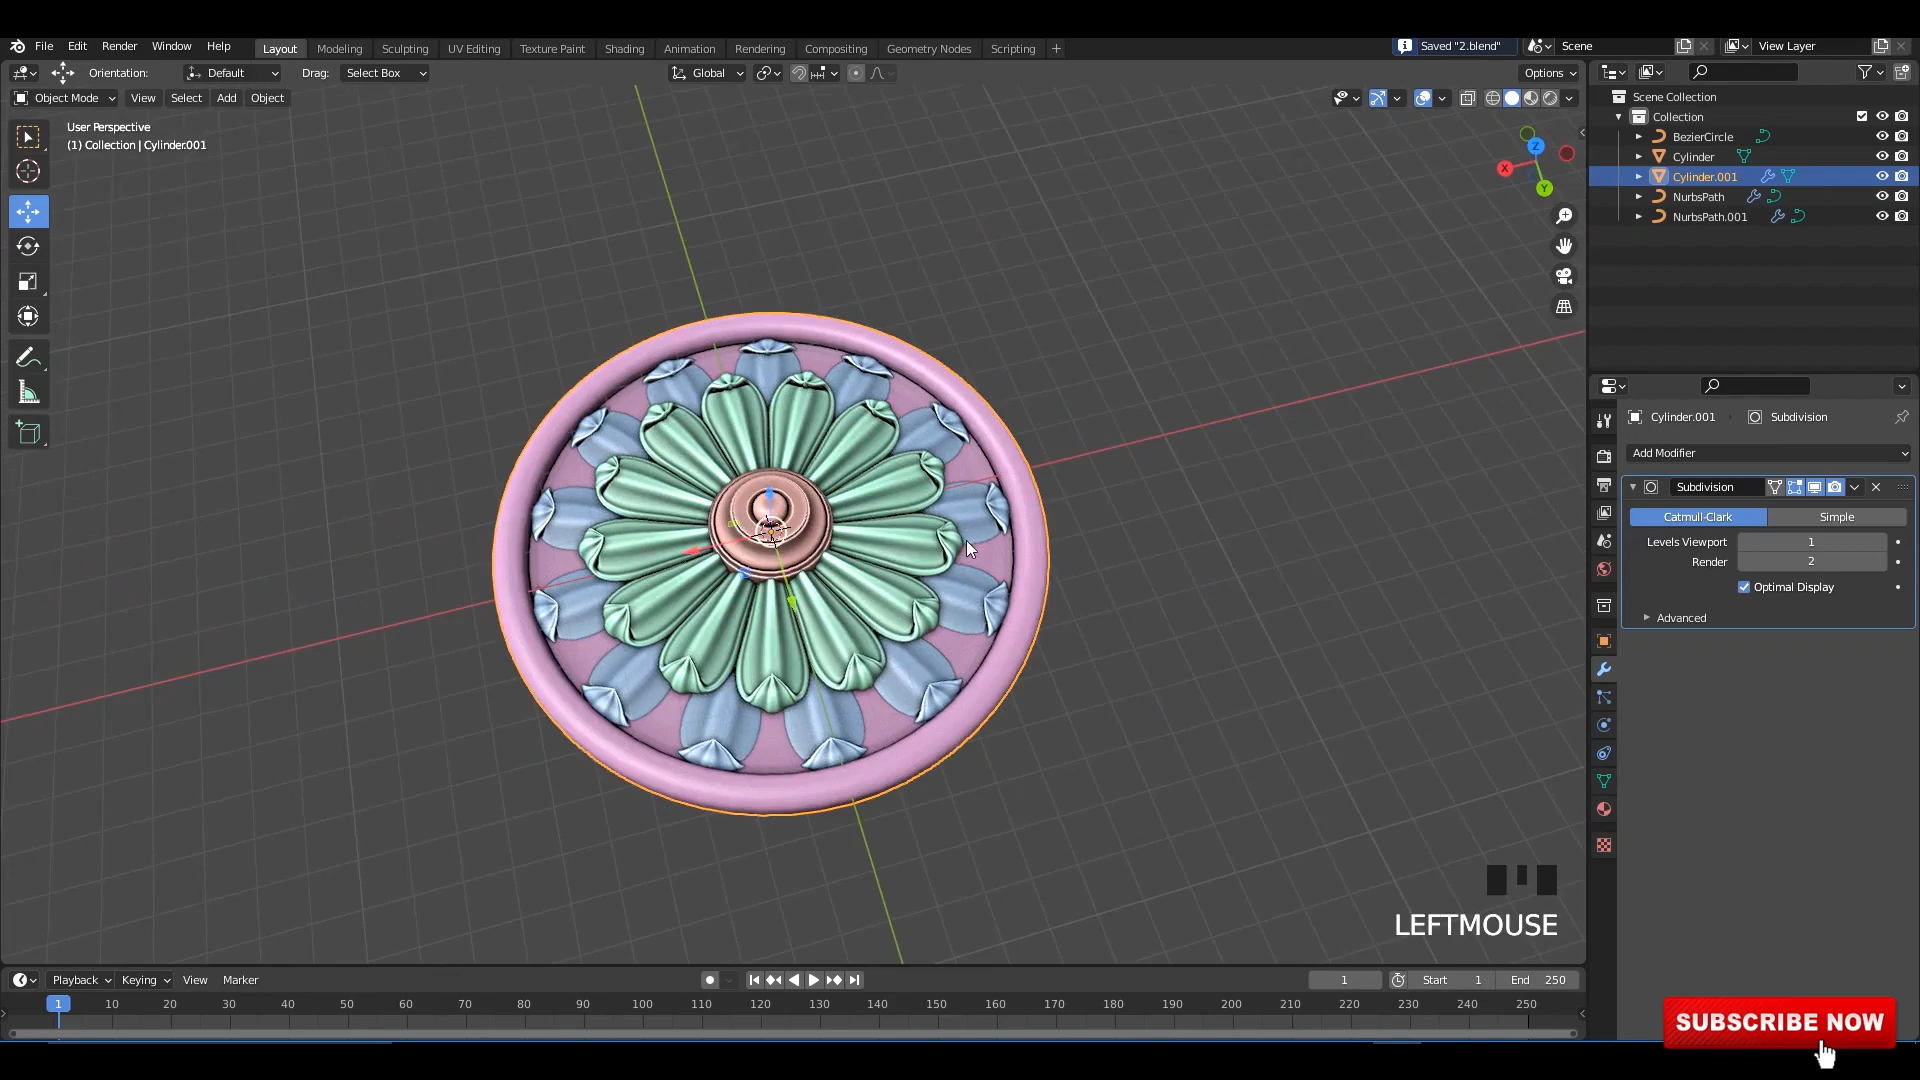 File Edit Render Window Help Layout Modeling Sculpting UV Editing Texture Paint Shading Animation Rendering Compositing Geometry Nodes Scripting + Saved "2.blend" Scene View Layer
Orientation: Default Drag: Select Box Global Options
Object Mode View Select Add Object
User Perspective
(1) Collection | Cylinder.001
Z
X
Y
Scene Collection
Collection
BezierCircle
Cylinder
Cylinder.001
NurbsPath
NurbsPath.001
Cylinder.001 Subdivision
Add Modifier
Subdivision
Catmull-Clark Simple
Levels Viewport 1
Render 2
Optimal Display
Advanced
LEFTMOUSE
Playback Keying View Marker 1 Start 1 End 250
1 10 20 30 40 50 60 70 80 90 100 110 120 130 140 150 160 170 180 190 200 210 220 230 240 250
SUBSCRIBE NOW